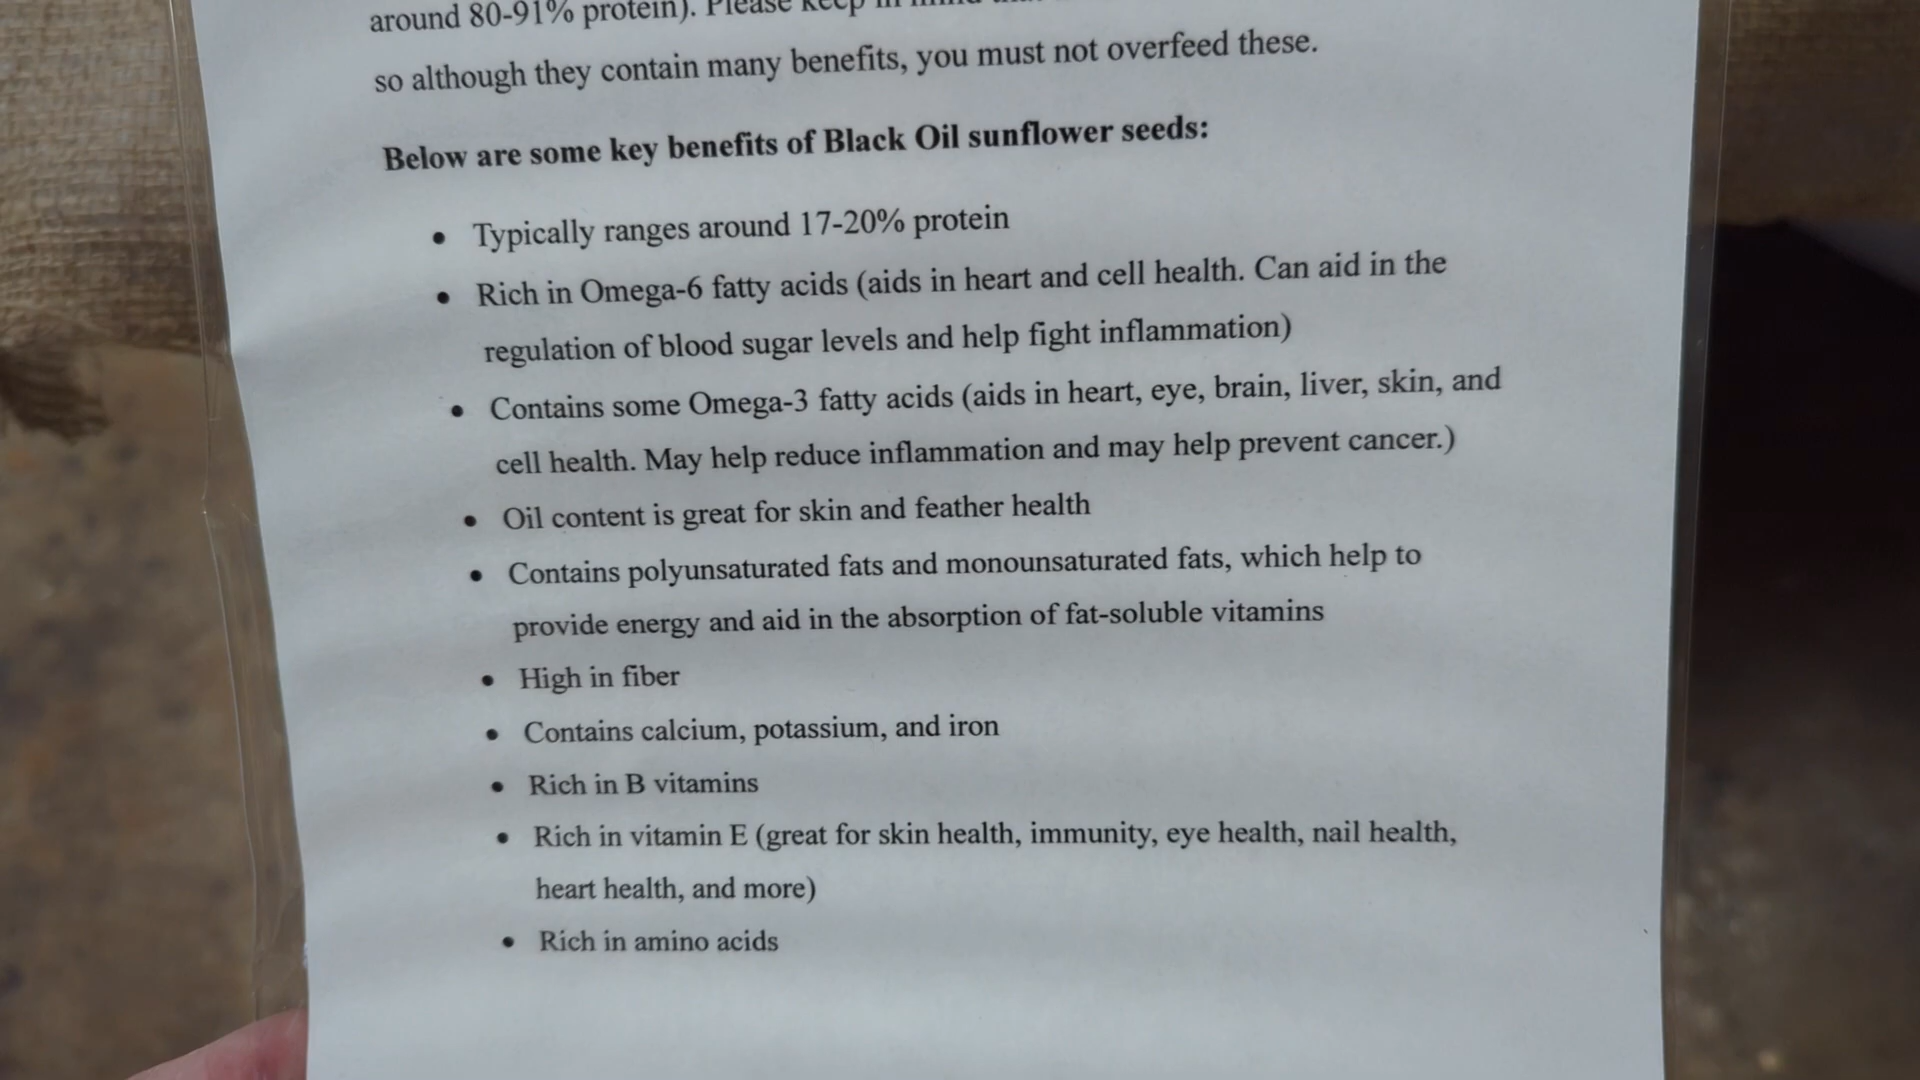 around 80-91% protein). Please keep in mind
so although they contain many benefits, you must not overfeed these.
Below are some key benefits of Black Oil sunflower seeds:
• Typically ranges around 17-20% protein
• Rich in Omega-6 fatty acids (aids in heart and cell health. Can aid in the
regulation of blood sugar levels and help fight inflammation)
• Contains some Omega-3 fatty acids (aids in heart, eye, brain, liver, skin, and
cell health. May help reduce inflammation and may help prevent cancer.)
• Oil content is great for skin and feather health
• Contains polyunsaturated fats and monounsaturated fats, which help to
provide energy and aid in the absorption of fat-soluble vitamins
• High in fiber
• Contains calcium, potassium, and iron
• Rich in B vitamins
• Rich in vitamin E (great for skin health, immunity, eye health, nail health,
heart health, and more)
• Rich in amino acids